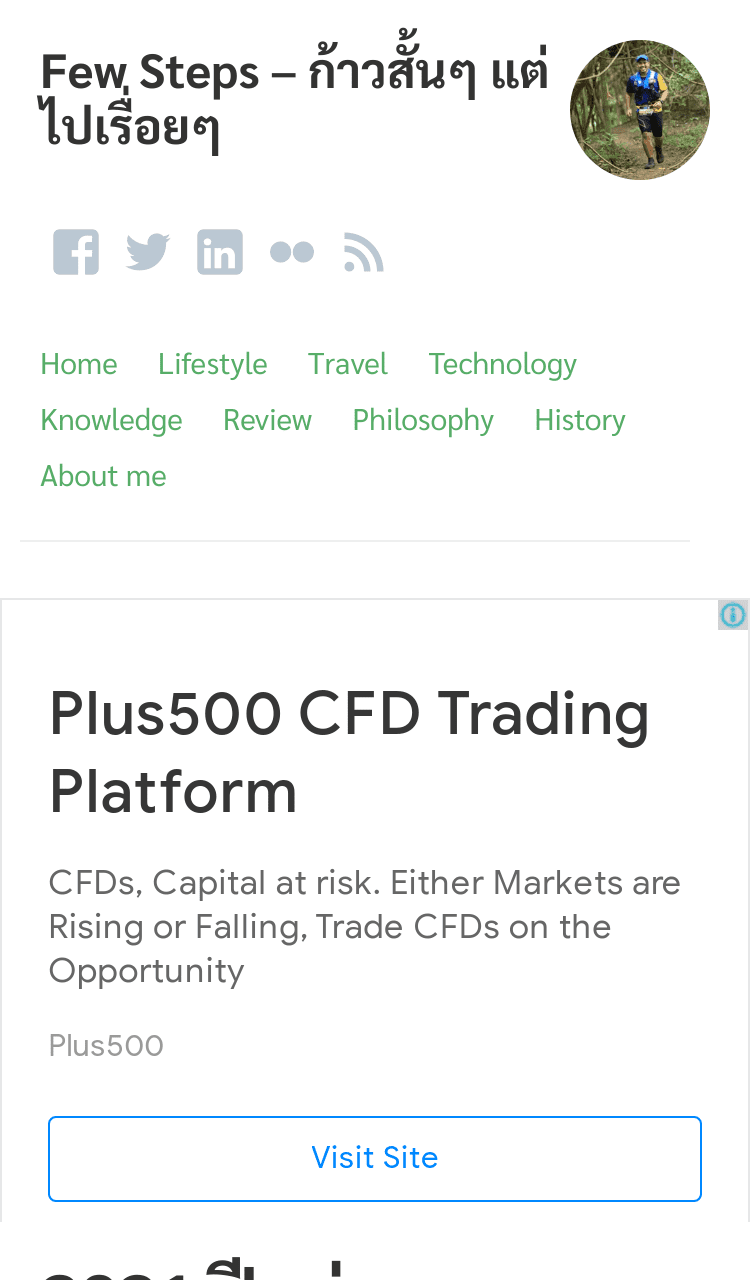 Few Steps – ก้าวสั้นๆ แต่
ไปเรื่อยๆ
Home Lifestyle Travel Technology
Knowledge Review Philosophy History
About me
Plus500 CFD Trading
Platform
CFDs, Capital at risk. Either Markets are
Rising or Falling, Trade CFDs on the
Opportunity
Plus500
Visit Site